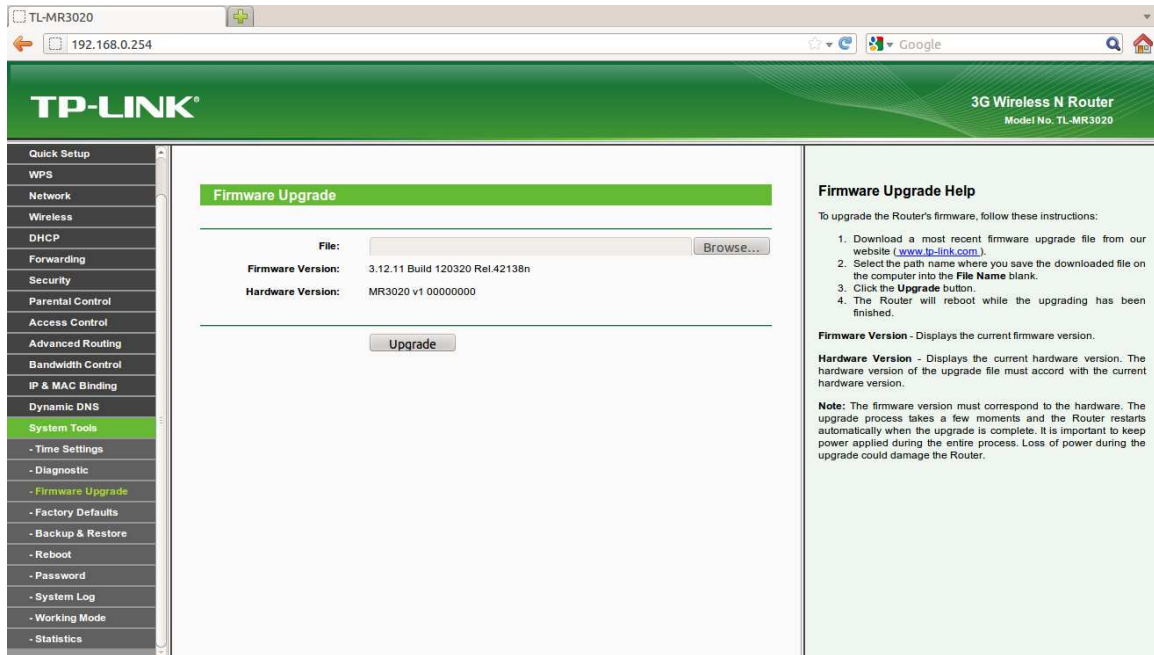 TL-MR3020
192.168.0.254
Google
TP-LINK®
3G Wireless N Router
Model No. TL-MR3020
Quick Setup
WPS
Network
Wireless
DHCP
Forwarding
Security
Parental Control
Access Control
Advanced Routing
Bandwidth Control
IP & MAC Binding
Dynamic DNS
System Tools
- Time Settings
- Diagnostic
- Firmware Upgrade
- Factory Defaults
- Backup & Restore
- Reboot
- Password
- System Log
- Working Mode
- Statistics
Firmware Upgrade
File: Browse...
Firmware Version: 3.12.11 Build 120320 Rel.42138n
Hardware Version: MR3020 v1 00000000
Upgrade
Firmware Upgrade Help
To upgrade the Router's firmware, follow these instructions:
1. Download a most recent firmware upgrade file from our
website ( www.tp-link.com ).
2. Select the path name where you save the downloaded file on
the computer into the File Name blank.
3. Click the Upgrade button.
4. The Router will reboot while the upgrading has been
finished.
Firmware Version - Displays the current firmware version.
Hardware Version - Displays the current hardware version. The
hardware version of the upgrade file must accord with the current
hardware version.
Note: The firmware version must correspond to the hardware. The
upgrade process takes a few moments and the Router restarts
automatically when the upgrade is complete. It is important to keep
power applied during the entire process. Loss of power during the
upgrade could damage the Router.